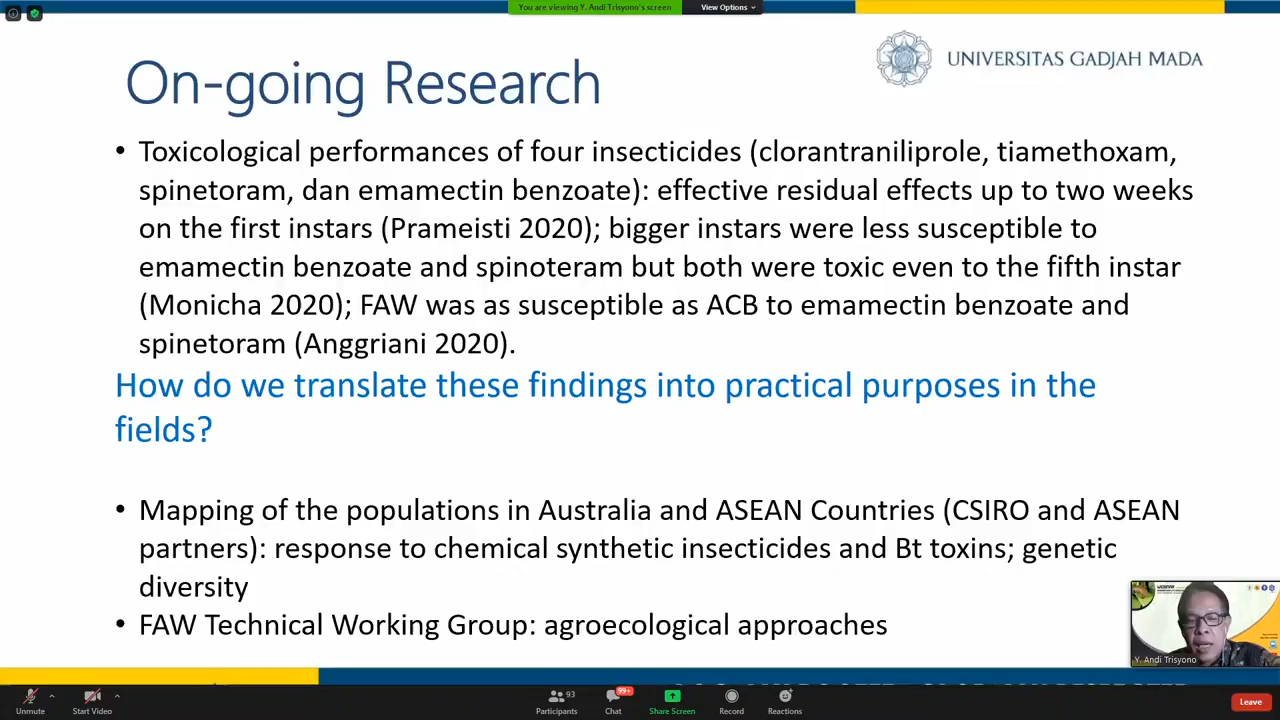 You are viewing Y. Andi Trisyono's screen
View Options
On-going Research
UNIVERSITAS GADJAH MADA
• Toxicological performances of four insecticides (clorantraniliprole, tiamethoxam,
spinetoram, dan emamectin benzoate): effective residual effects up to two weeks
on the first instars (Prameisti 2020); bigger instars were less susceptible to
emamectin benzoate and spinoteram but both were toxic even to the fifth instar
(Monicha 2020); FAW was as susceptible as ACB to emamectin benzoate and
spinetoram (Anggriani 2020).
How do we translate these findings into practical purposes in the
fields?
• Mapping of the populations in Australia and ASEAN Countries (CSIRO and ASEAN
partners): response to chemical synthetic insecticides and Bt toxins; genetic
diversity
• FAW Technical Working Group: agroecological approaches
Y. Andi Trisyono
Unmute
Start Video
93
Participants
99+
Chat
Share Screen
Record
Reactions
Leave